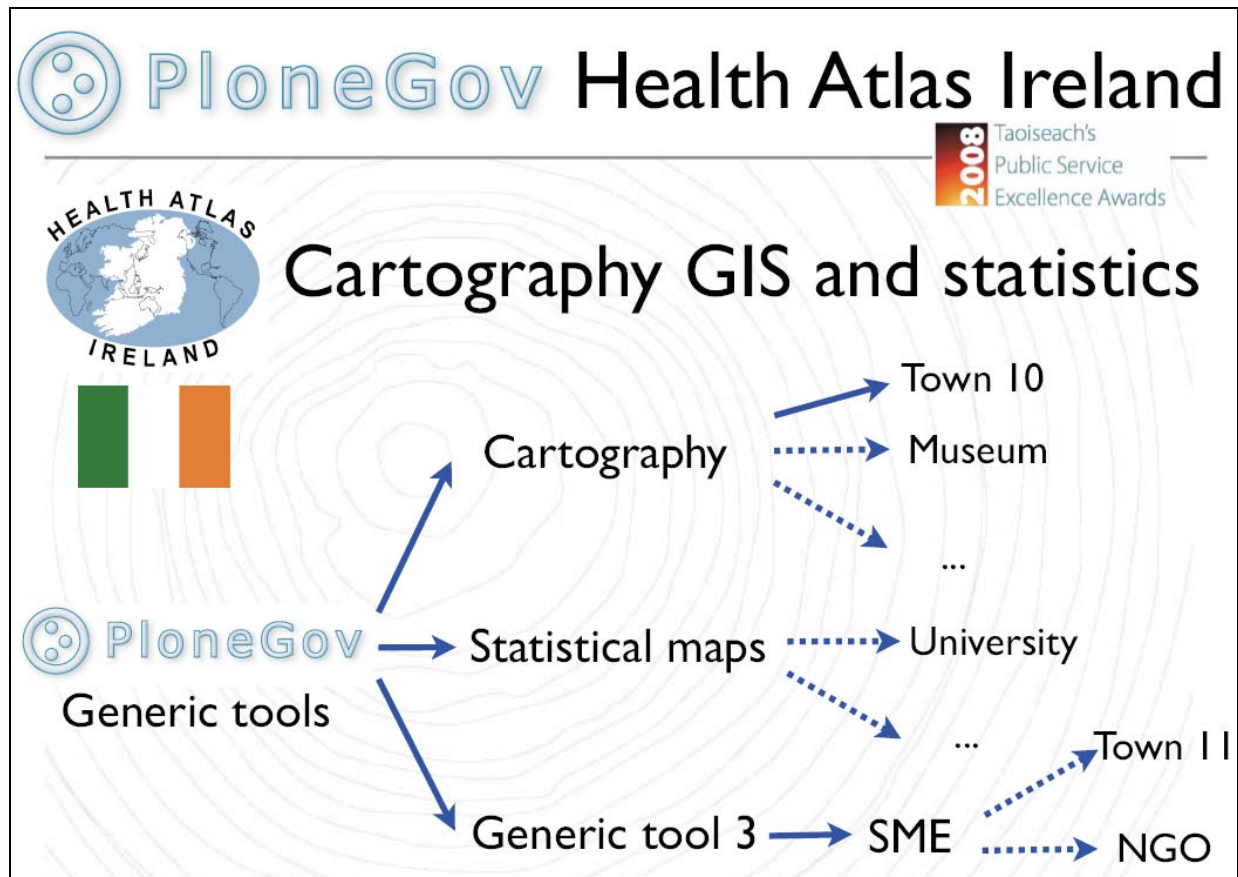 PloneGov Health Atlas Ireland
2008
Taoiseach's
Public Service
Excellence Awards
HEALTH ATLAS
IRELAND
Cartography GIS and statistics
Town 10
Cartography
Museum
...
PloneGov
Generic tools
Statistical maps
University
...
Town 11
Generic tool 3
SME
NGO